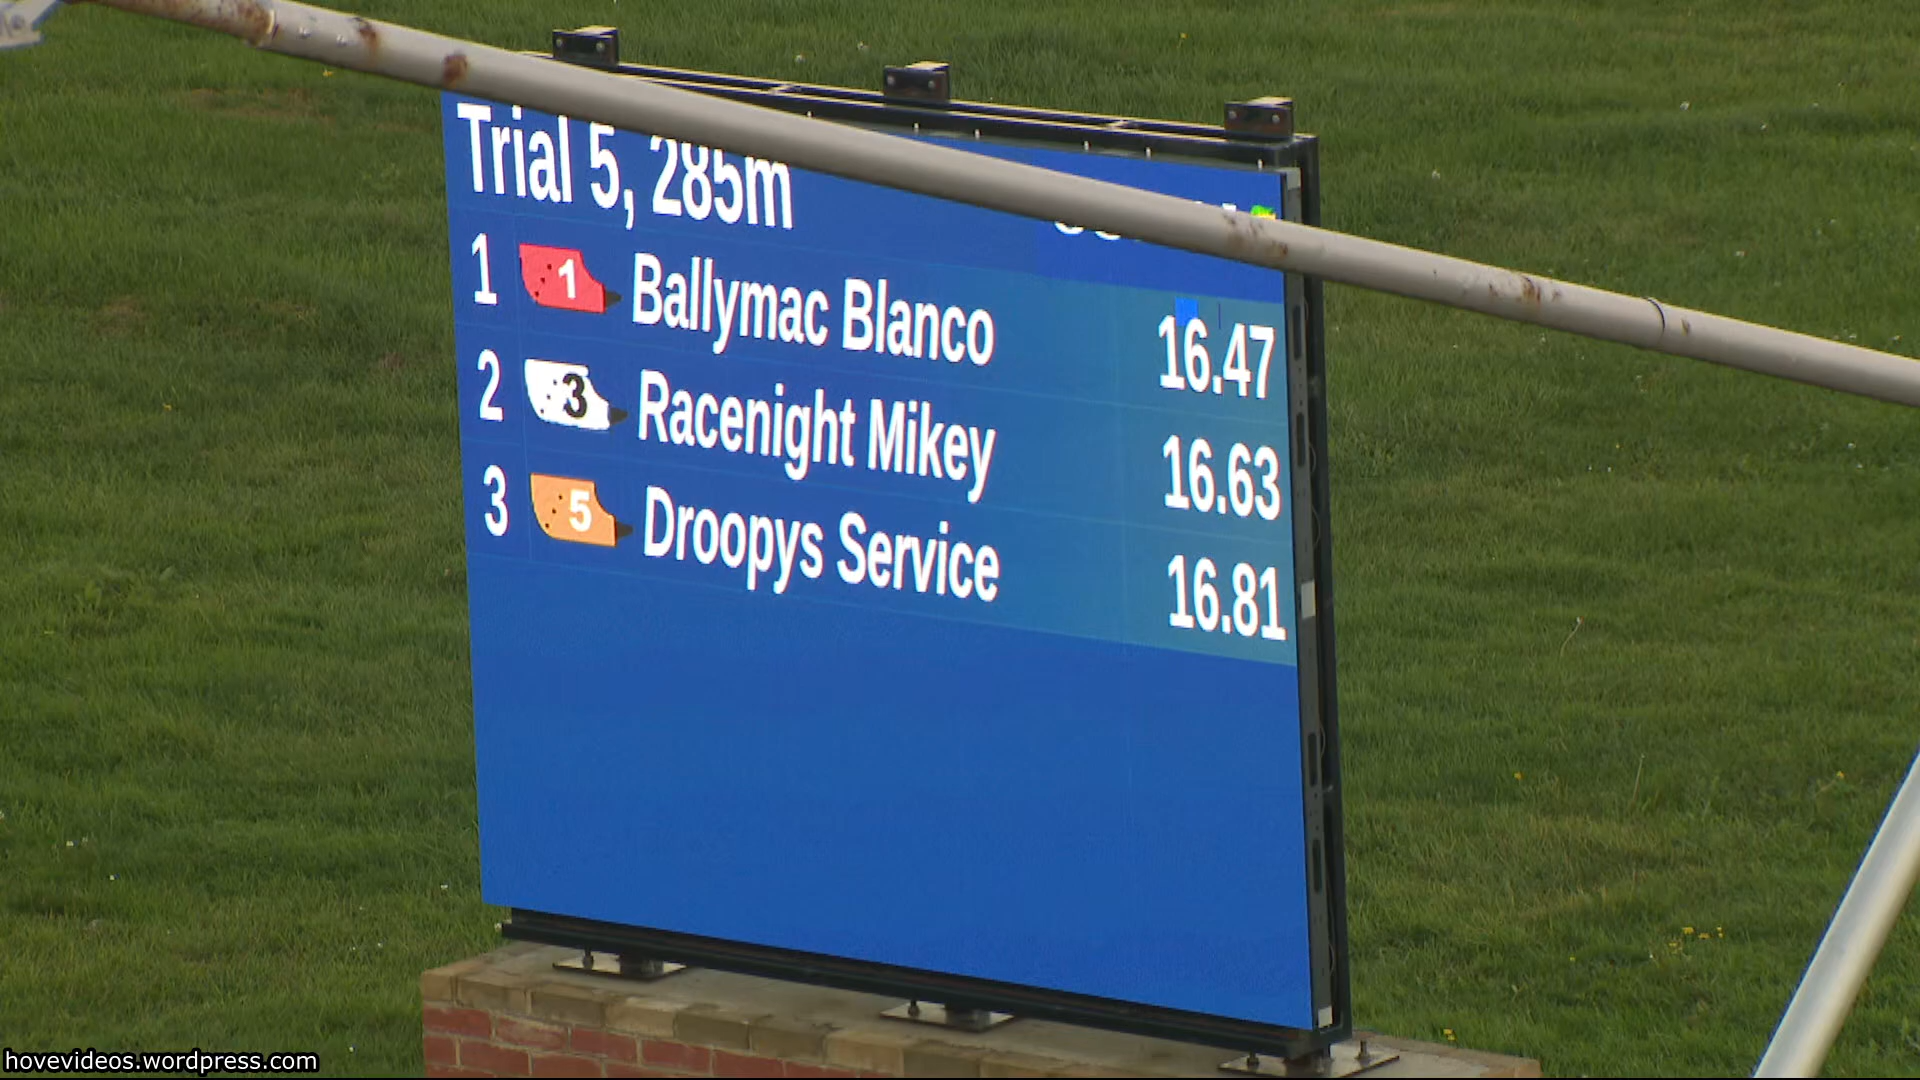 Trial 5, 285m
1 1 Ballymac Blanco 16.47
2 3 Racenight Mikey 16.63
3 5 Droopys Service 16.81
hovevideos.wordpress.com